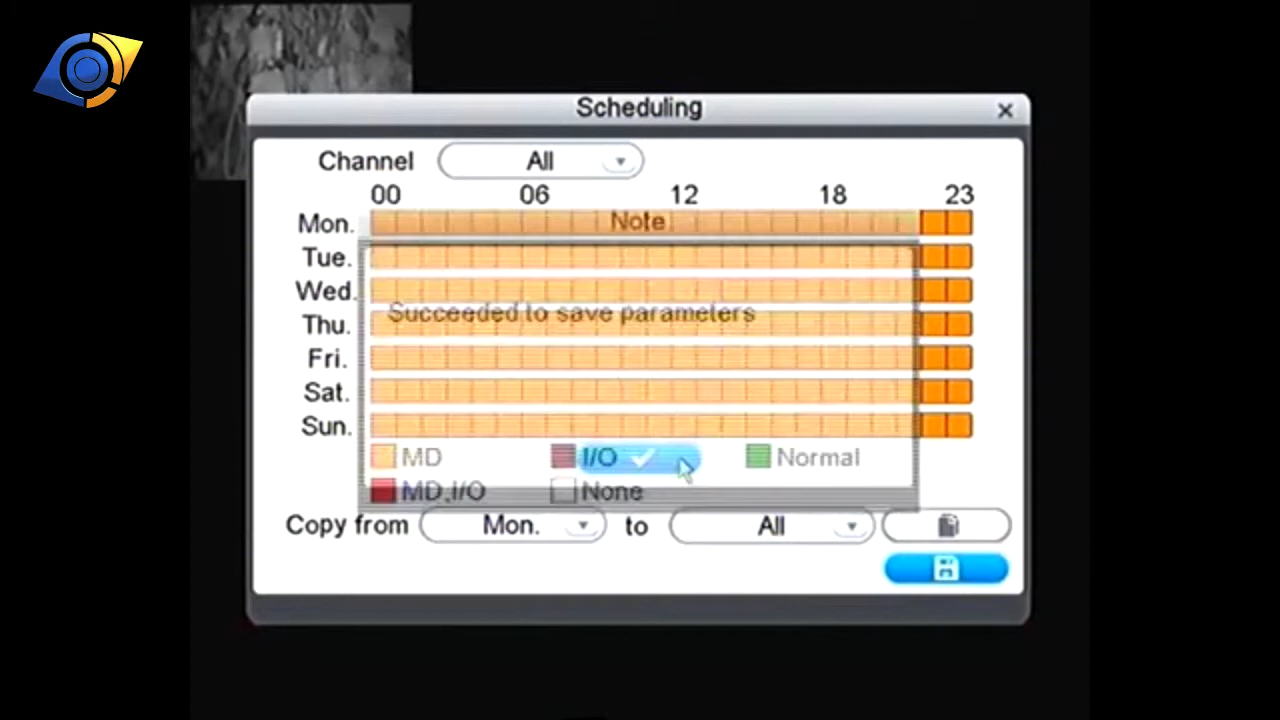 Scheduling
Channel All
00 06 12 18 23
Mon. Note
Tue.
Wed.
Succeeded to save parameters
Thu.
Fri.
Sat.
Sun.
MD I/O Normal
MD,I/O None
Copy from Mon. to All